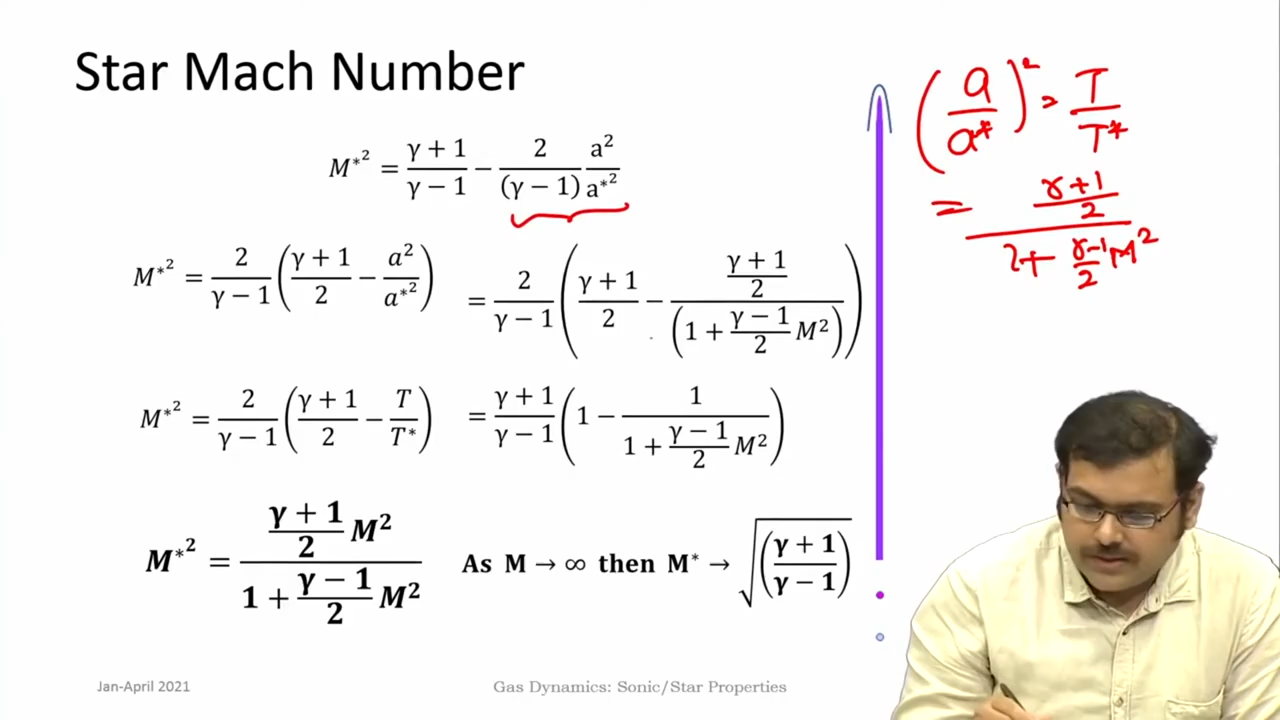 Star Mach Number
M*² = (γ + 1)/(γ − 1) − 2/(γ − 1) a²/a*²
M*² = 2/(γ − 1) ((γ + 1)/2 − a²/a*²) = 2/(γ − 1) ((γ + 1)/2 − ((γ + 1)/2)/(1 + (γ − 1)/2 M²))
M*² = 2/(γ − 1) ((γ + 1)/2 − T/T*) = (γ + 1)/(γ − 1) (1 − 1/(1 + (γ − 1)/2 M²))
M*² = ((γ + 1)/2 M²)/(1 + (γ − 1)/2 M²) As M → ∞ then M* → √((γ + 1)/(γ − 1))
(a/a*)² = T/T*
= ((γ+1)/2)/(1+ (γ-1)/2 M²)
Jan-April 2021
Gas Dynamics: Sonic/Star Properties